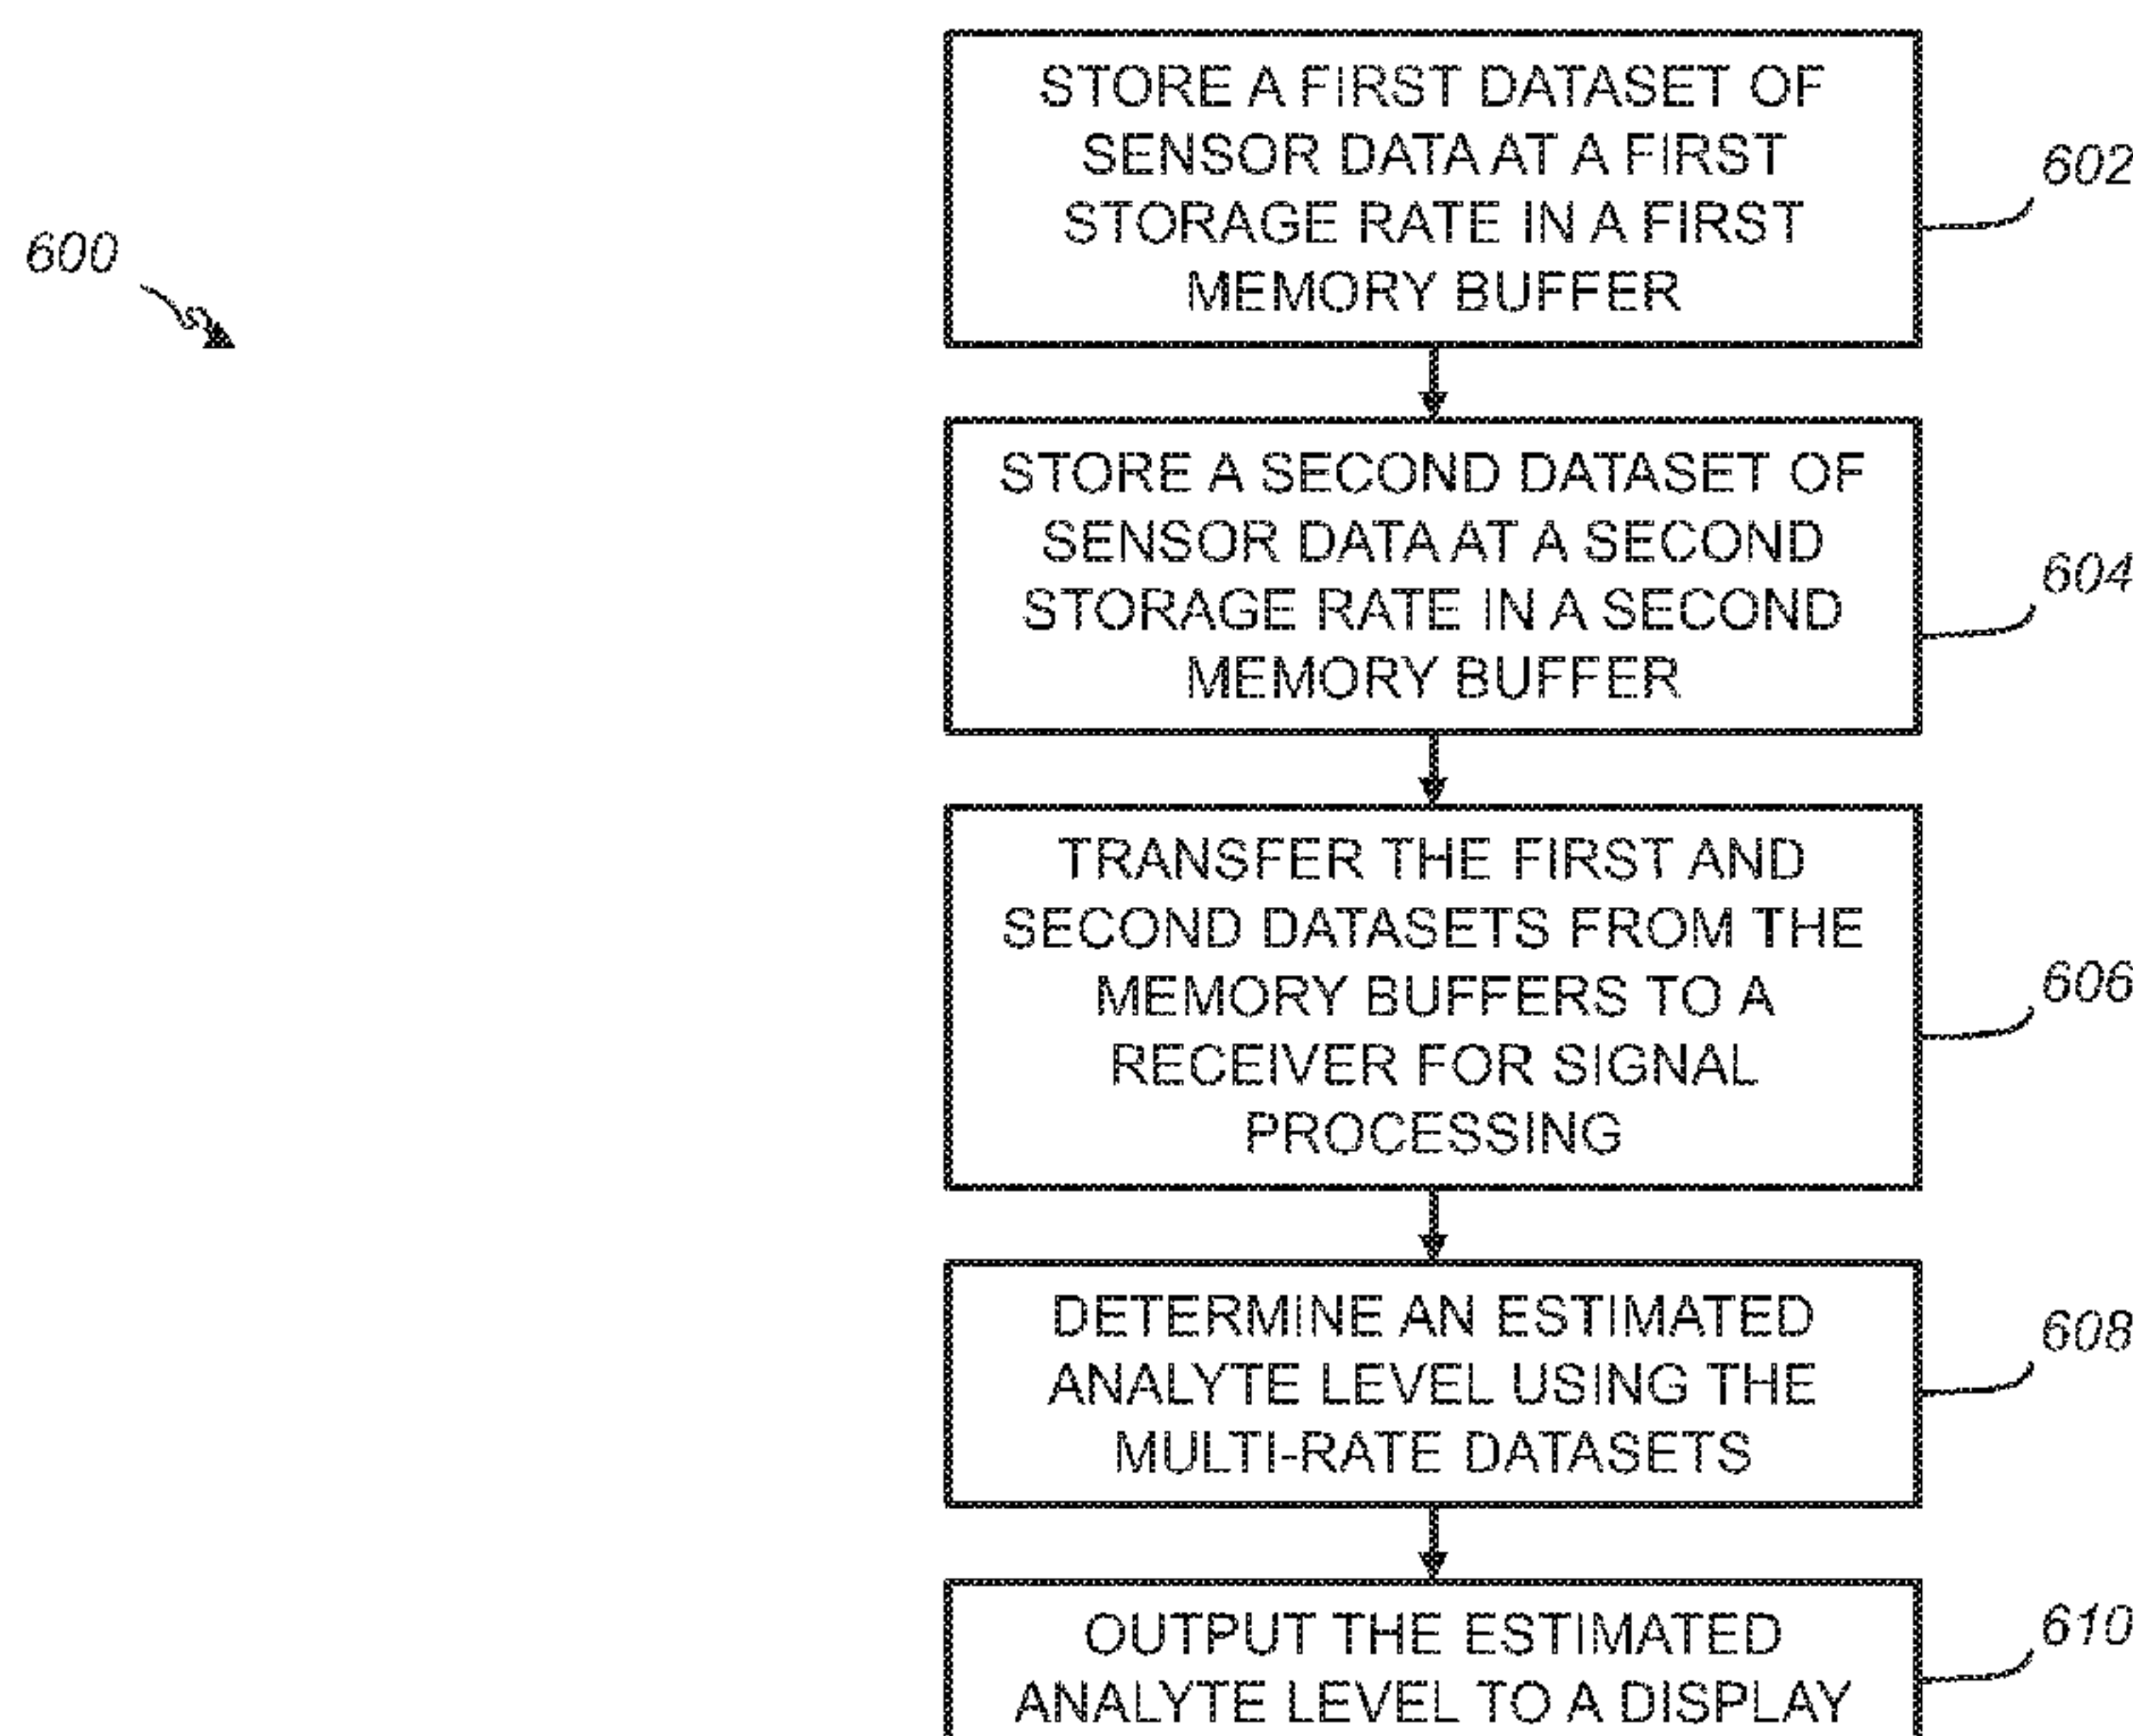 600
STORE A FIRST DATASET OF
SENSOR DATA AT A FIRST
STORAGE RATE IN A FIRST
MEMORY BUFFER
602
STORE A SECOND DATASET OF
SENSOR DATA AT A SECOND
STORAGE RATE IN A SECOND
MEMORY BUFFER
604
TRANSFER THE FIRST AND
SECOND DATASETS FROM THE
MEMORY BUFFERS TO A
RECEIVER FOR SIGNAL
PROCESSING
606
DETERMINE AN ESTIMATED
ANALYTE LEVEL USING THE
MULTI-RATE DATASETS
608
OUTPUT THE ESTIMATED
ANALYTE LEVEL TO A DISPLAY
610